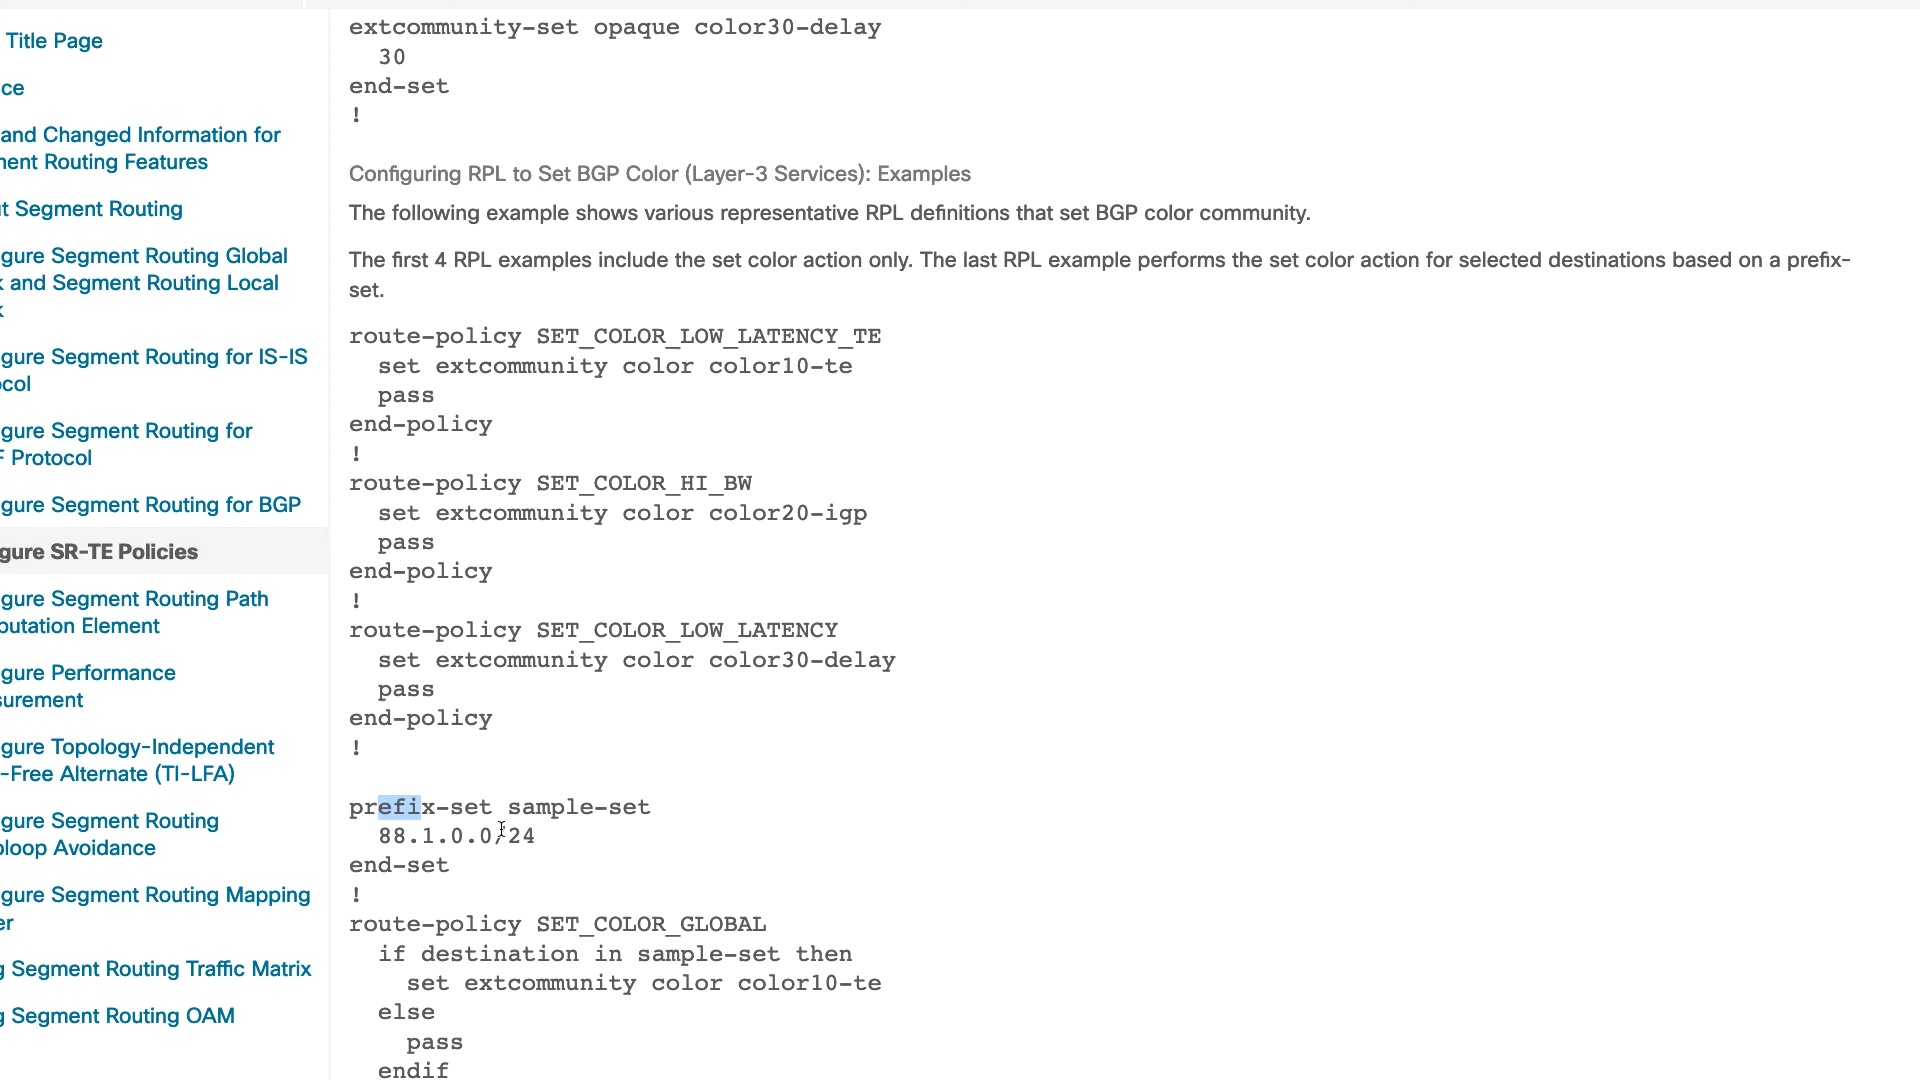 Title Page
ce
and Changed Information for
ment Routing Features
t Segment Routing
gure Segment Routing Global
k and Segment Routing Local
k
gure Segment Routing for IS-IS
ocol
gure Segment Routing for
F Protocol
gure Segment Routing for BGP
gure SR-TE Policies
gure Segment Routing Path
putation Element
gure Performance
surement
gure Topology-Independent
-Free Alternate (TI-LFA)
gure Segment Routing
oloop Avoidance
gure Segment Routing Mapping
er
g Segment Routing Traffic Matrix
g Segment Routing OAM
extcommunity-set opaque color30-delay
30
end-set
!
Configuring RPL to Set BGP Color (Layer-3 Services): Examples
The following example shows various representative RPL definitions that set BGP color community.
The first 4 RPL examples include the set color action only. The last RPL example performs the set color action for selected destinations based on a prefix-
set.
route-policy SET_COLOR_LOW_LATENCY_TE
set extcommunity color color10-te
pass
end-policy
!
route-policy SET_COLOR_HI_BW
set extcommunity color color20-igp
pass
end-policy
!
route-policy SET_COLOR_LOW_LATENCY
set extcommunity color color30-delay
pass
end-policy
!
prefix-set sample-set
88.1.0.0/24
end-set
!
route-policy SET_COLOR_GLOBAL
if destination in sample-set then
set extcommunity color color10-te
else
pass
endif